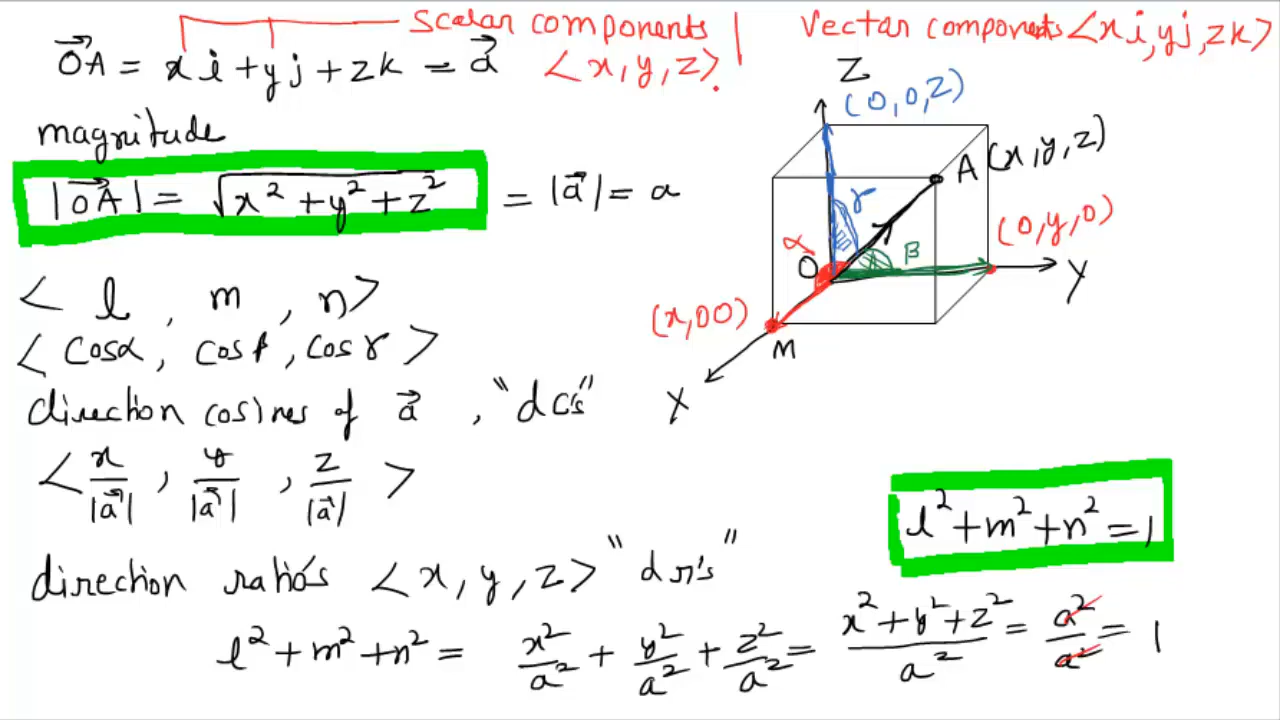 scalar components
<x, y, z>
Vector components <xi, yj, zk>
→OA = xi + yj + zk = →a
magnitude
|→OA| = √x² + y² + z² = |→a| = a
Z
(0, 0, Z)
A (x, y, z)
(0, y, 0)
γ
α
β
O
Y
(x, 0 0)
M
X
< l , m , n >
< cosα , cosβ , cosγ >
direction cosines of →a , "dc's"
< x/|→a| , y/|→a| , z/|→a| >
l² + m² + n² = 1
direction ratio's <x, y, z> "dr's"
l² + m² + n² = x²/a² + y²/a² + z²/a² = x² + y² + z²/a² = a²/a² = 1